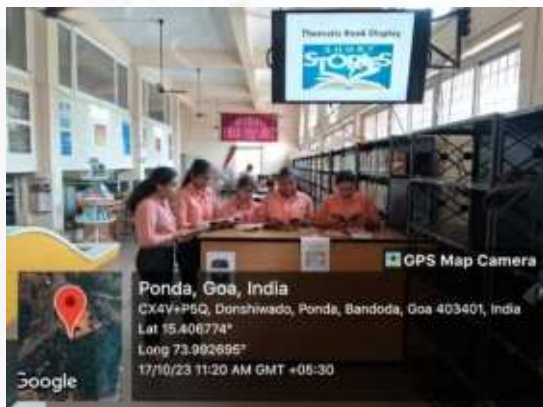 Thematic Book Display
SHORT
STORIES
GPS Map Camera
Ponda, Goa, India
CX4V+P5Q, Donshiwado, Ponda, Bandoda, Goa 403401, India
Lat 15.406774°
Long 73.992695°
17/10/23 11:20 AM GMT +05:30
Google